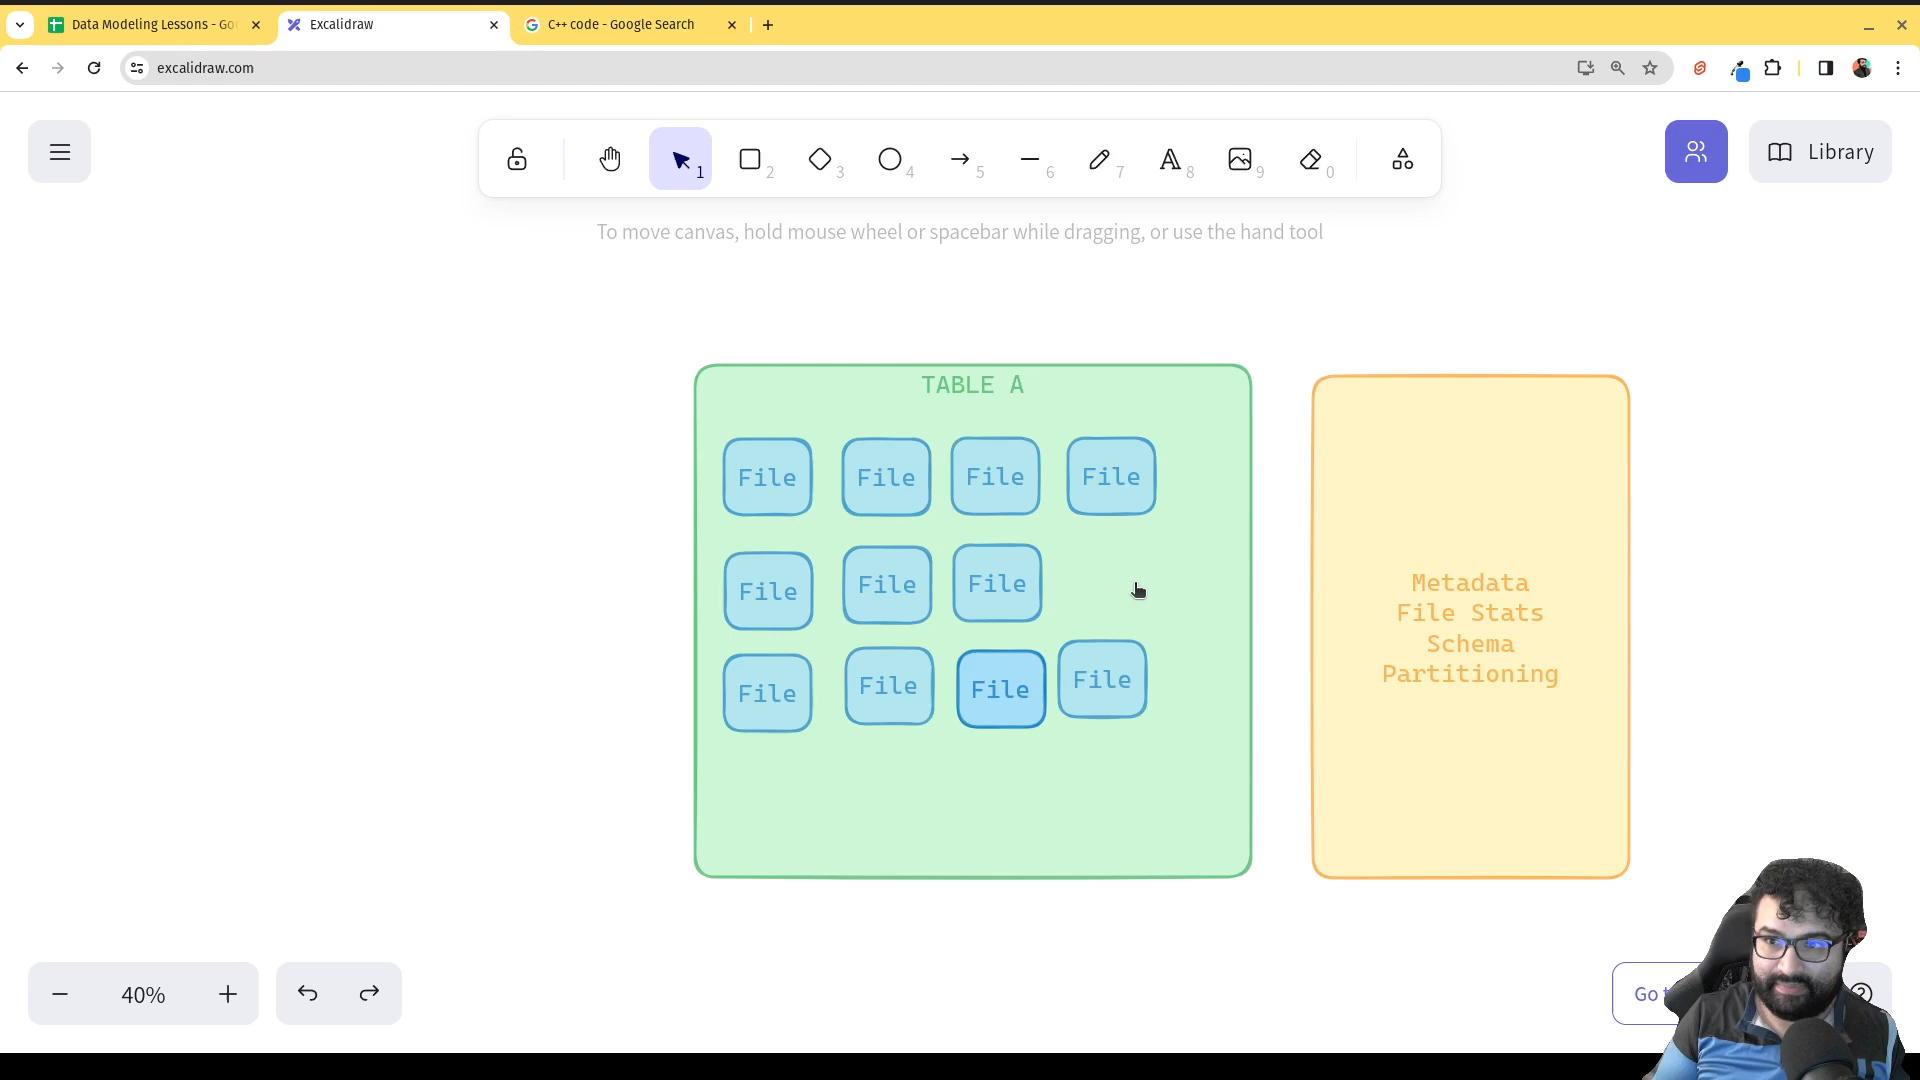 Data Modeling Lessons - Go
Excalidraw
C++ code - Google Search
excalidraw.com
1
2
3
4
5
6
7
8
9
0
Library
To move canvas, hold mouse wheel or spacebar while dragging, or use the hand tool
TABLE A
File File File File
File File File
File File File File
Metadata
File Stats
Schema
Partitioning
40%
Go